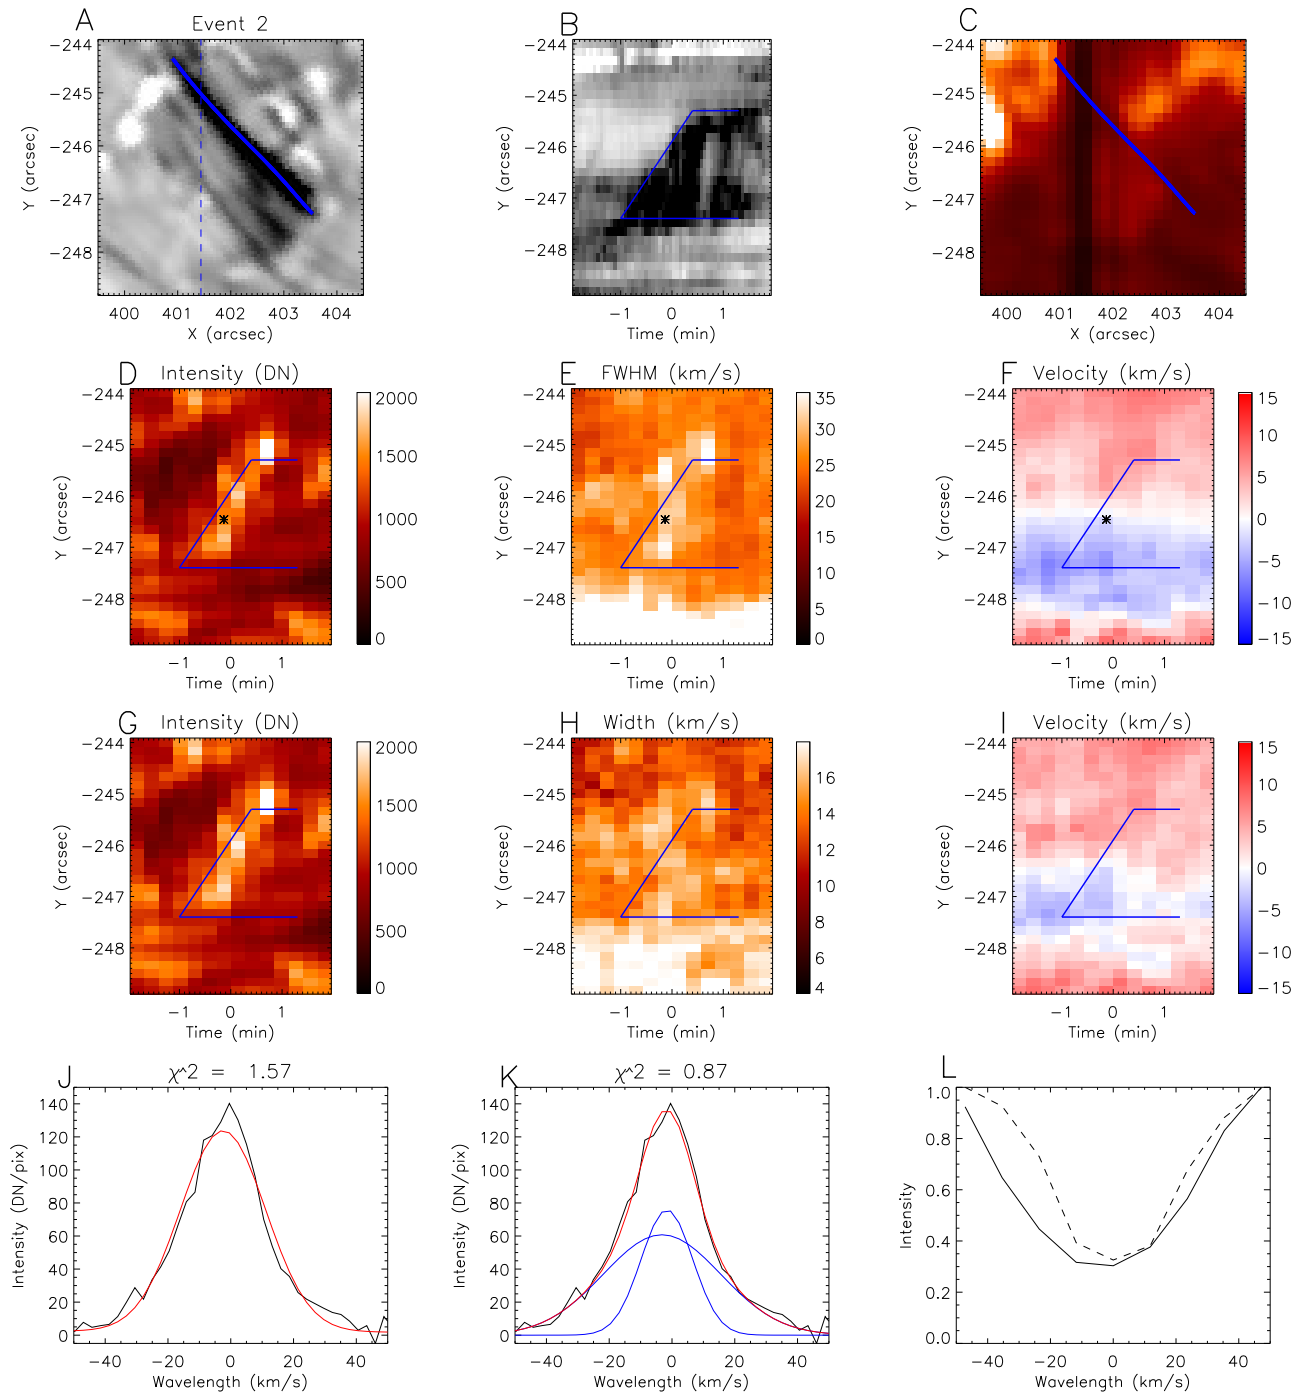 A
Event 2
−244
−245
−246
−247
−248
Y (arcsec)
400 401 402 403 404
X (arcsec)
B
−244
−245
−246
−247
−248
Y (arcsec)
−1 0 1
Time (min)
C
−244
−245
−246
−247
−248
Y (arcsec)
400 401 402 403 404
X (arcsec)
D Intensity (DN)
−244
−245
−246
−247
−248
Y (arcsec)
−1 0 1
Time (min)
2000
1500
1000
500
0
E FWHM (km/s)
−244
−245
−246
−247
−248
Y (arcsec)
−1 0 1
Time (min)
35
30
25
20
15
10
5
0
F Velocity (km/s)
−244
−245
−246
−247
−248
Y (arcsec)
−1 0 1
Time (min)
15
10
5
0
−5
−10
−15
G Intensity (DN)
−244
−245
−246
−247
−248
Y (arcsec)
−1 0 1
Time (min)
2000
1500
1000
500
0
H Width (km/s)
−244
−245
−246
−247
−248
Y (arcsec)
−1 0 1
Time (min)
16
14
12
10
8
6
4
I Velocity (km/s)
−244
−245
−246
−247
−248
Y (arcsec)
−1 0 1
Time (min)
15
10
5
0
−5
−10
−15
J χ^2 = 1.57
140
120
100
80
60
40
20
0
Intensity (DN/pix)
−40 −20 0 20 40
Wavelength (km/s)
K χ^2 = 0.87
140
120
100
80
60
40
20
0
Intensity (DN/pix)
−40 −20 0 20 40
Wavelength (km/s)
L
1.0
0.8
0.6
0.4
0.2
0.0
Intensity
−40 −20 0 20 40
Wavelength (km/s)